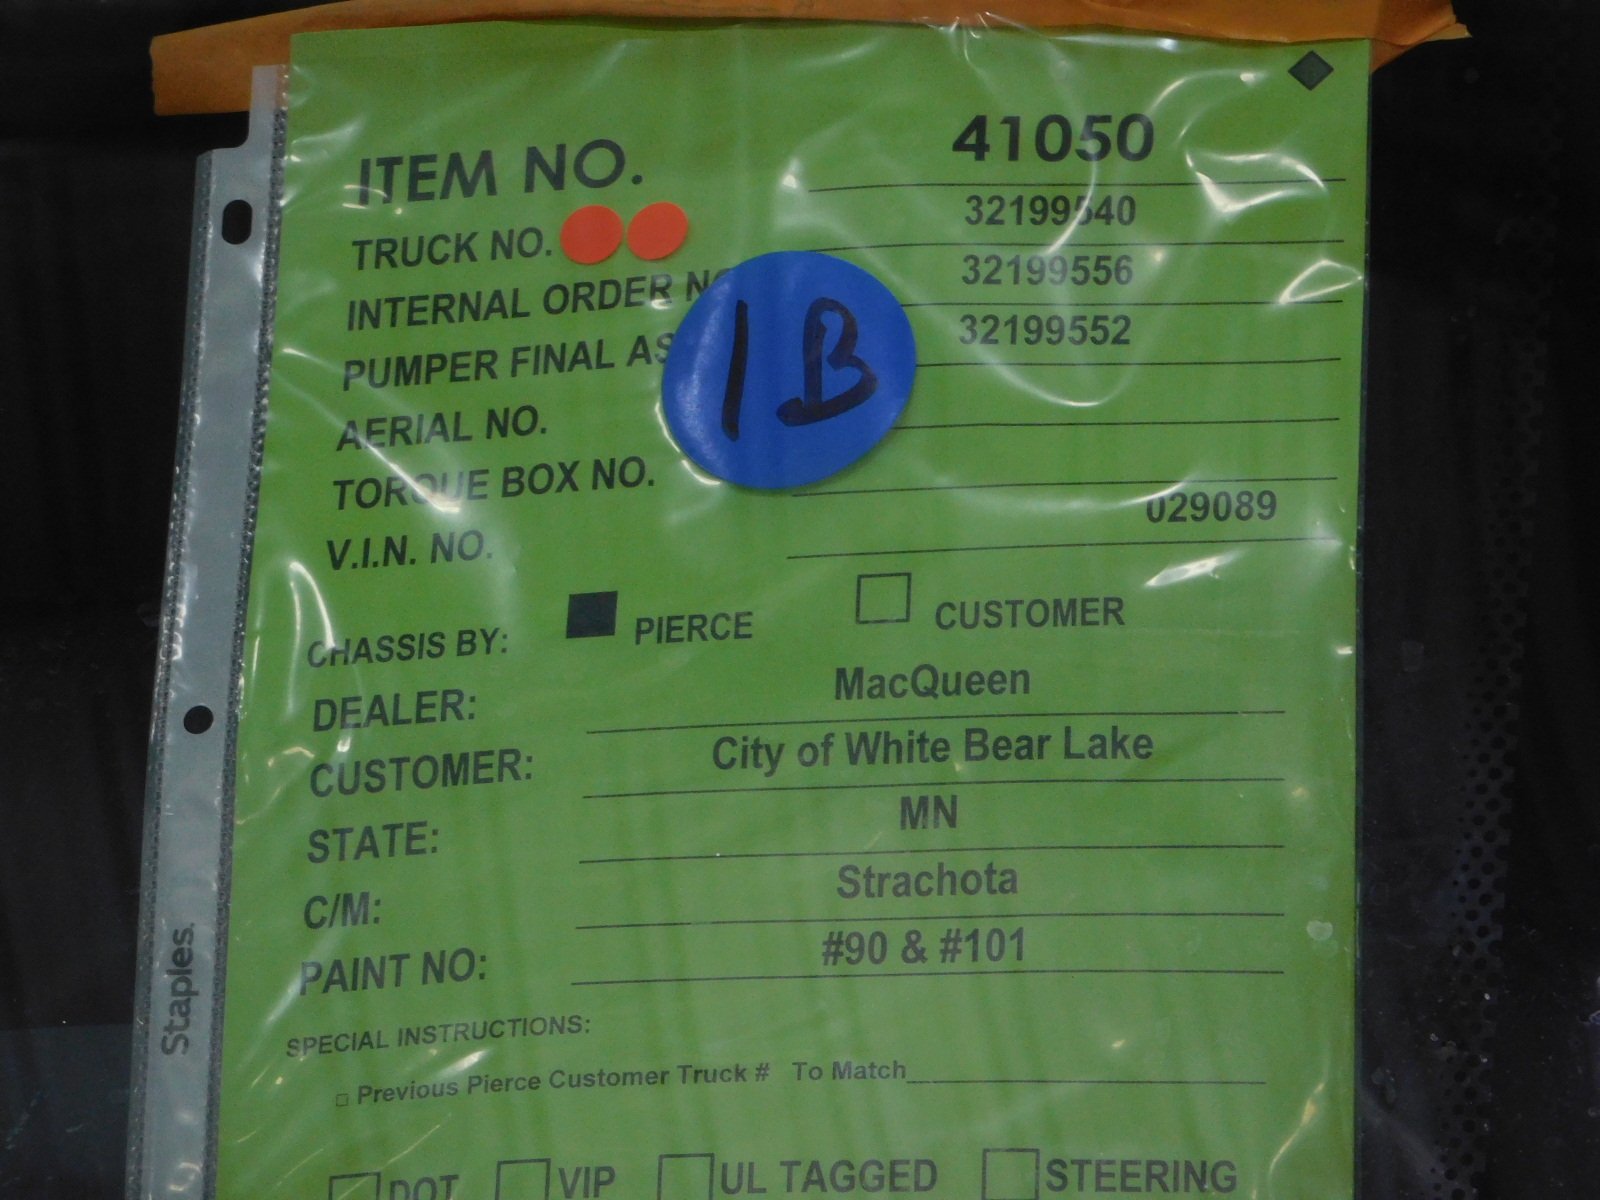 ITEM NO. 41050
TRUCK NO. 32199540
INTERNAL ORDER 32199556
PUMPER FINAL 32199552
1B
AERIAL NO.
TORQUE BOX NO.
V.I.N. NO. 029089
CHASSIS BY: PIERCE CUSTOMER
DEALER: MacQueen
CUSTOMER: City of White Bear Lake
STATE: MN
C/M: Strachota
PAINT NO: #90 & #101
SPECIAL INSTRUCTIONS:
Previous Pierce Customer Truck # To Match
DOT VIP UL TAGGED STEERING
Staples